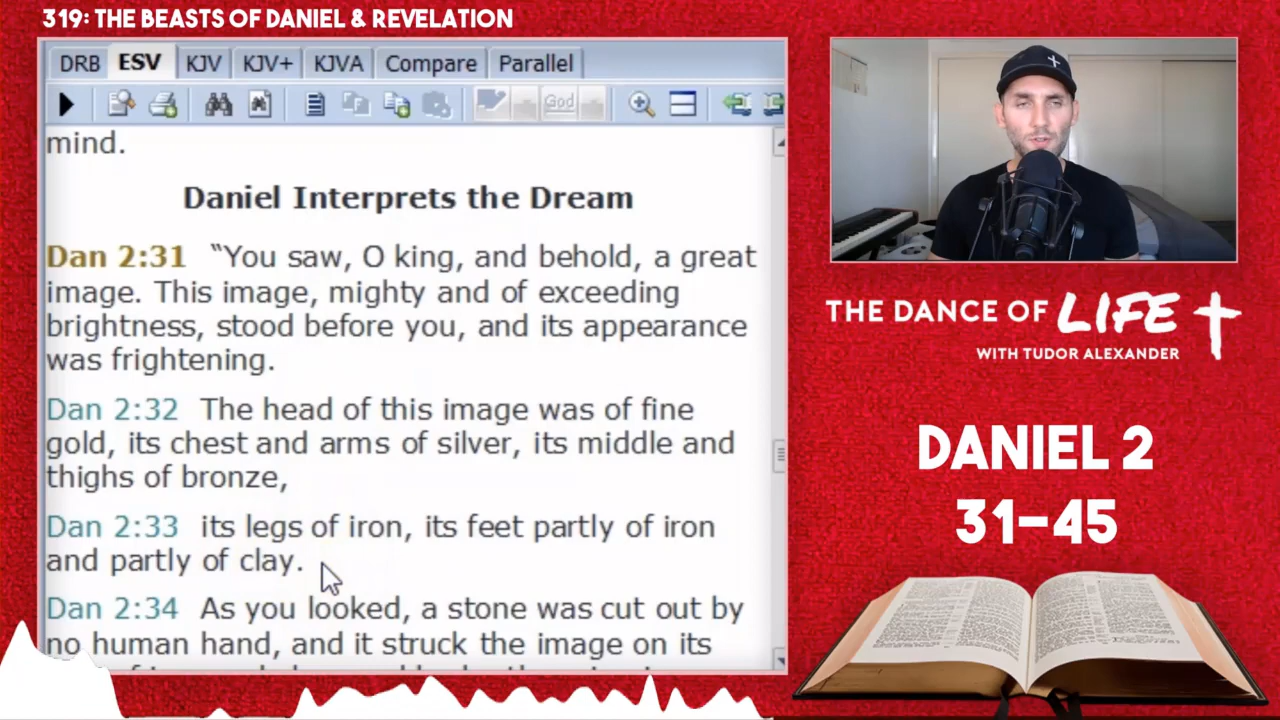 319: THE BEASTS OF DANIEL & REVELATION
DRB ESV KJV KJV+ KJVA Compare Parallel
God
mind.
Daniel Interprets the Dream
Dan 2:31 “You saw, O king, and behold, a great
image. This image, mighty and of exceeding
brightness, stood before you, and its appearance
was frightening.
Dan 2:32 The head of this image was of fine
gold, its chest and arms of silver, its middle and
thighs of bronze,
Dan 2:33 its legs of iron, its feet partly of iron
and partly of clay.
Dan 2:34 As you looked, a stone was cut out by
no human hand, and it struck the image on its
THE DANCE OF LIFE
WITH TUDOR ALEXANDER
DANIEL 2
31-45